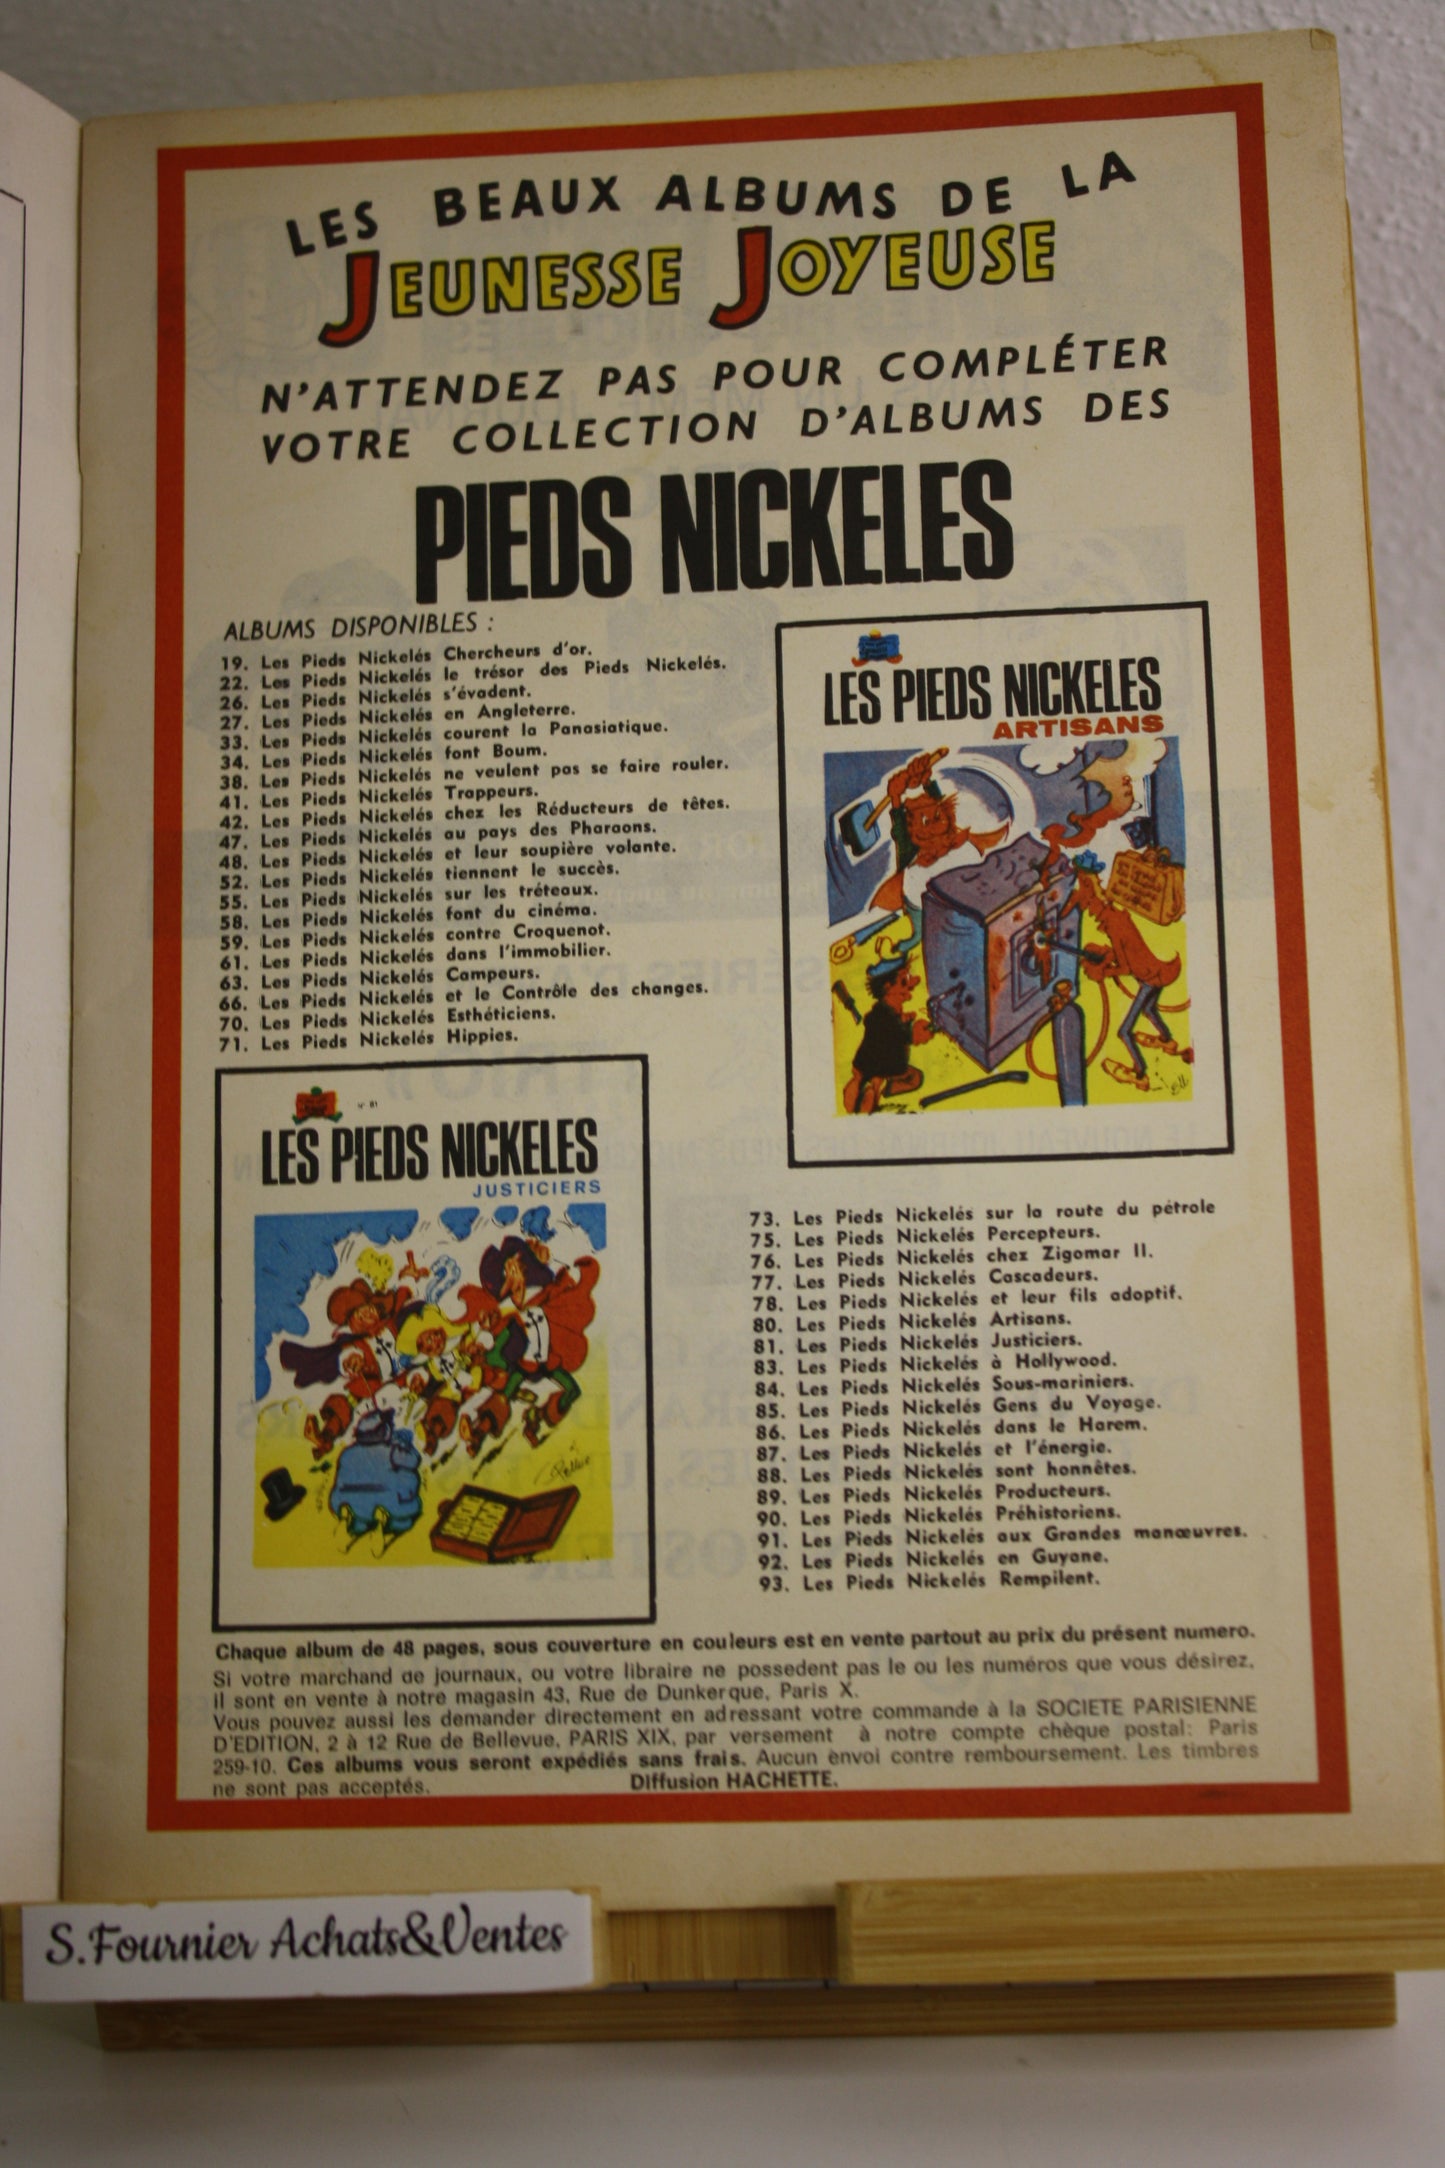 LES BEAUX ALBUMS DE LA
JEUNESSE JOYEUSE
N'ATTENDEZ PAS POUR COMPLÉTER
VOTRE COLLECTION D'ALBUMS DES
PIEDS NICKELES
ALBUMS DISPONIBLES :
19. Les Pieds Nickelés Chercheurs d'or.
22. Les Pieds Nickelés le trésor des Pieds Nickelés.
26. Les Pieds Nickelés s'évadent.
27. Les Pieds Nickelés en Angleterre.
33. Les Pieds Nickelés courent la Panasiatique.
34. Les Pieds Nickelés font Boum.
38. Les Pieds Nickelés ne veulent pas se faire rouler.
41. Les Pieds Nickelés Trappeurs.
42. Les Pieds Nickelés chez les Réducteurs de têtes.
47. Les Pieds Nickelés au pays des Pharaons.
48. Les Pieds Nickelés et leur soupière volante.
52. Les Pieds Nickelés tiennent le succès.
55. Les Pieds Nickelés sur les tréteaux.
58. Les Pieds Nickelés font du cinéma.
59. Les Pieds Nickelés contre Croquenot.
61. Les Pieds Nickelés dans l'immobilier.
63. Les Pieds Nickelés Campeurs.
66. Les Pieds Nickelés et le Contrôle des changes.
70. Les Pieds Nickelés Esthéticiens.
71. Les Pieds Nickelés Hippies.
LES PIEDS NICKELES
ARTISANS
N° 81
LES PIEDS NICKELES
JUSTICIERS
Pellos
73. Les Pieds Nickelés sur la route du pétrole
75. Les Pieds Nickelés Percepteurs.
76. Les Pieds Nickelés chez Zigomar II.
77. Les Pieds Nickelés Cascadeurs.
78. Les Pieds Nickelés et leur fils adoptif.
80. Les Pieds Nickelés Artisans.
81. Les Pieds Nickelés Justiciers.
83. Les Pieds Nickelés à Hollywood.
84. Les Pieds Nickelés Sous-mariniers.
85. Les Pieds Nickelés Gens du Voyage.
86. Les Pieds Nickelés dans le Harem.
87. Les Pieds Nickelés et l'énergie.
88. Les Pieds Nickelés sont honnêtes.
89. Les Pieds Nickelés Producteurs.
90. Les Pieds Nickelés Préhistoriens.
91. Les Pieds Nickelés aux Grandes manœuvres.
92. Les Pieds Nickelés en Guyane.
93. Les Pieds Nickelés Rempilent.
Chaque album de 48 pages, sous couverture en couleurs est en vente partout au prix du présent numero.
Si votre marchand de journaux, ou votre libraire ne possedent pas le ou les numéros que vous désirez,
il sont en vente à notre magasin 43, Rue de Dunkerque, Paris X.
Vous pouvez aussi les demander directement en adressant votre commande à la SOCIETE PARISIENNE
D'EDITION, 2 à 12 Rue de Bellevue, PARIS XIX, par versement à notre compte chèque postal: Paris
259-10. Ces albums vous seront expédiés sans frais. Aucun ènvoi contre remboursement. Les timbres
ne sont pas acceptés. Diffusion HACHETTE.
S.Fournier Achats&Ventes